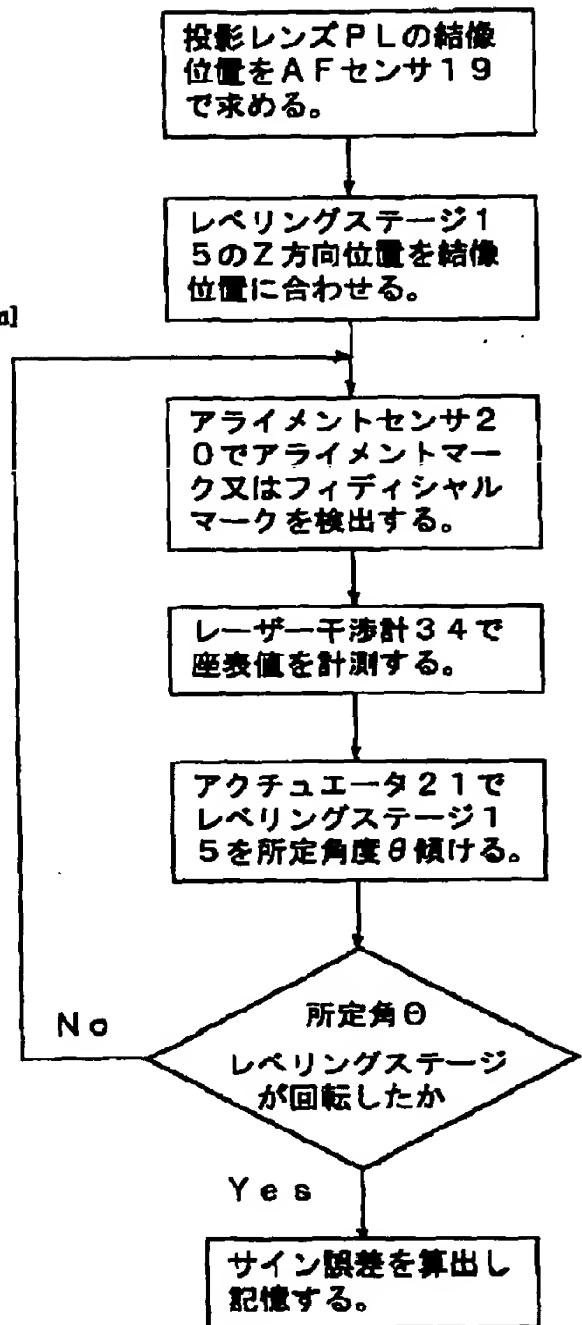 投影レンズPLの結像
位置をAFセンサ19
で求める。
レベリングステージ1
5のZ方向位置を結像
位置に合わせる。
アライメントセンサ2
0でアライメントマー
ク又はフィディシャル
マークを検出する。
レーザー干渉計34で
座表値を計測する。
アクチュエータ21で
レベリングステージ1
5を所定角度θ傾ける。
所定角Θ
レベリングステージ
が回転したか
No
Yes
サイン誤差を算出し
記憶する。